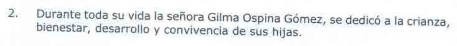 2. Durante toda su vida la señora Gilma Ospina Gómez, se dedicó a la crianza,
bienestar, desarrollo y convivencia de sus hijas.